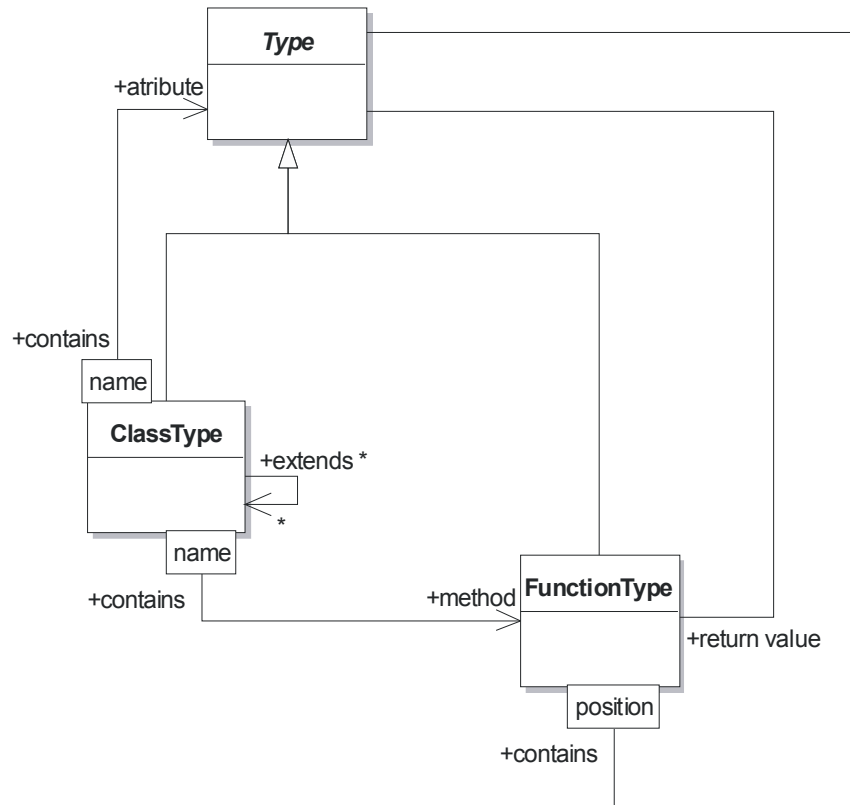 Type
+atribute
+contains
name
ClassType
+extends *
*
name
+contains
+method
FunctionType
+return value
position
+contains